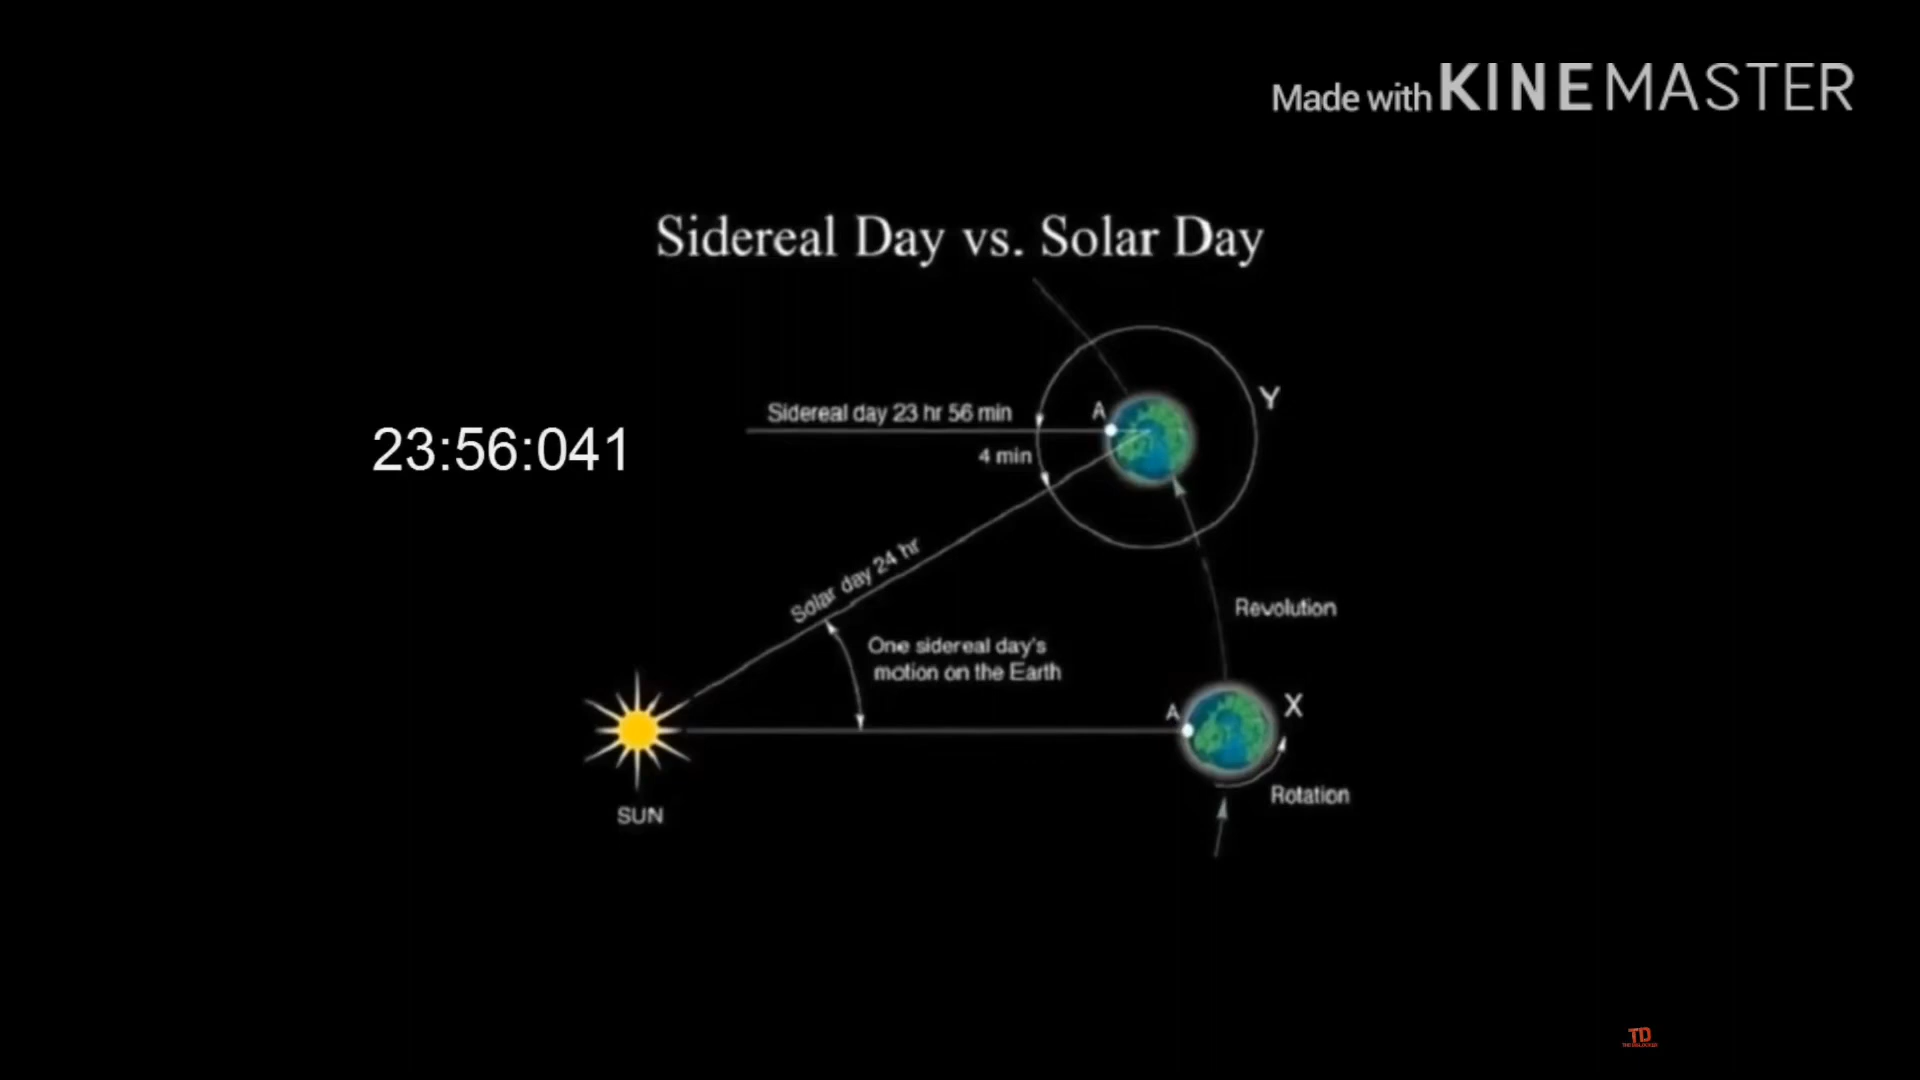 Made with KINEMASTER
Sidereal Day vs. Solar Day
Y
A
Sidereal day 23 hr 56 min
23:56:041
4 min
Solar day 24 hr
Revolution
One sidereal day's
motion on the Earth
X
A
Rotation
SUN
TD